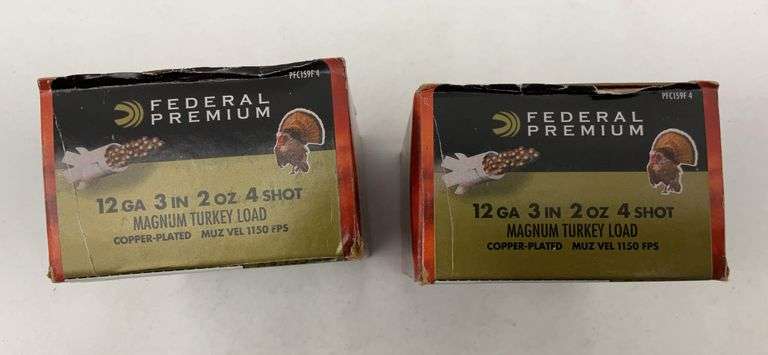 PFC159F 4
FEDERAL
PREMIUM
12 GA 3 IN 2 OZ 4 SHOT
MAGNUM TURKEY LOAD
COPPER-PLATED MUZ VEL 1150 FPS
PFC159F 4
FEDERAL
PREMIUM
12 GA 3 IN 2 OZ 4 SHOT
MAGNUM TURKEY LOAD
COPPER-PLATED MUZ VEL 1150 FPS